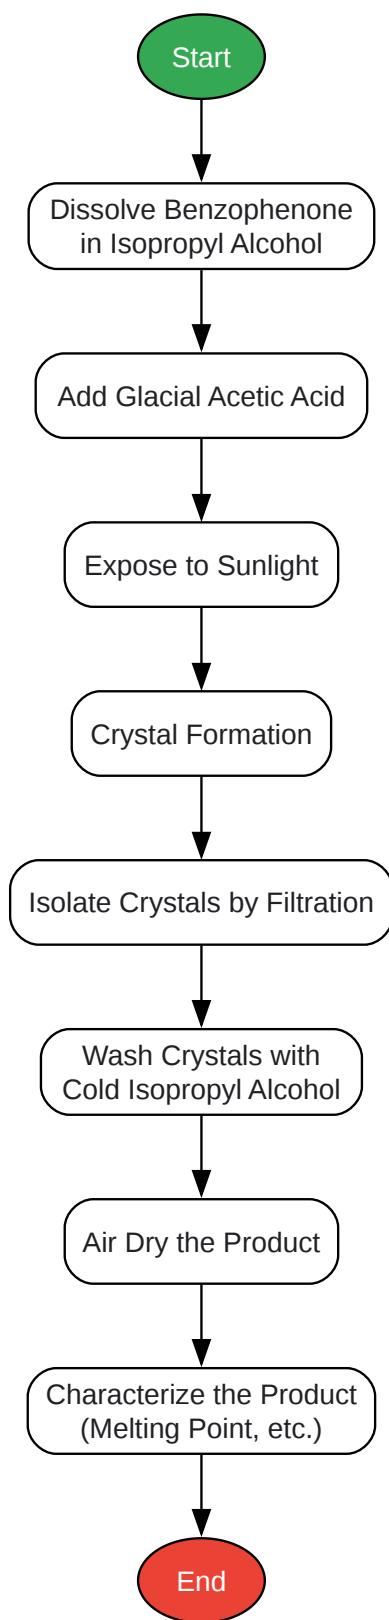 Start
Dissolve Benzophenone
in Isopropyl Alcohol
Add Glacial Acetic Acid
Expose to Sunlight
Crystal Formation
Isolate Crystals by Filtration
Wash Crystals with
Cold Isopropyl Alcohol
Air Dry the Product
Characterize the Product
(Melting Point, etc.)
End